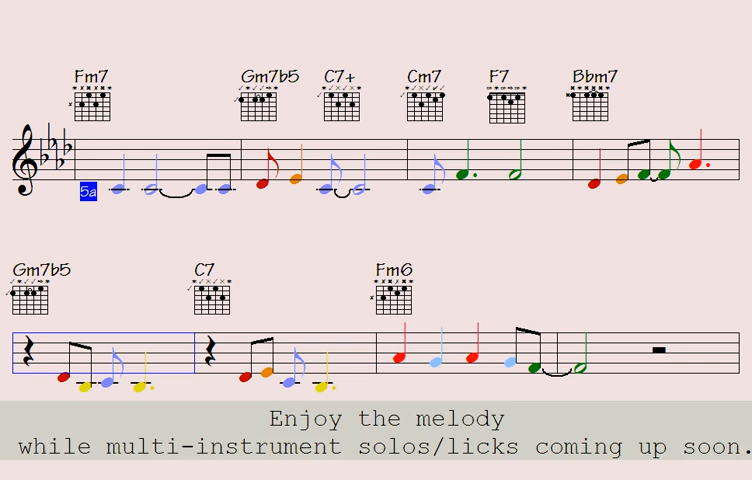 Fm7 Gm7b5 C7+ Cm7 F7 Bbm7
5a
Gm7b5 C7 Fm6
Enjoy the melody
while multi-instrument solos/licks coming up soon.